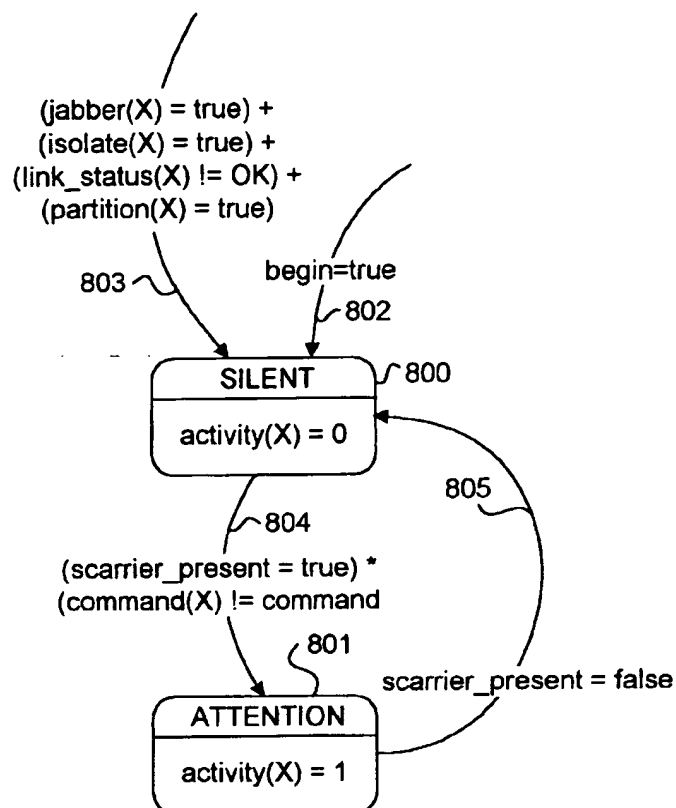 (jabber(X) = true) +
(isolate(X) = true) +
(link_status(X) != OK) +
(partition(X) = true)
803
begin=true
802
SILENT
800
activity(X) = 0
804
805
(scarrier_present = true) *
(command(X) != command
801
scarrier_present = false
ATTENTION
activity(X) = 1